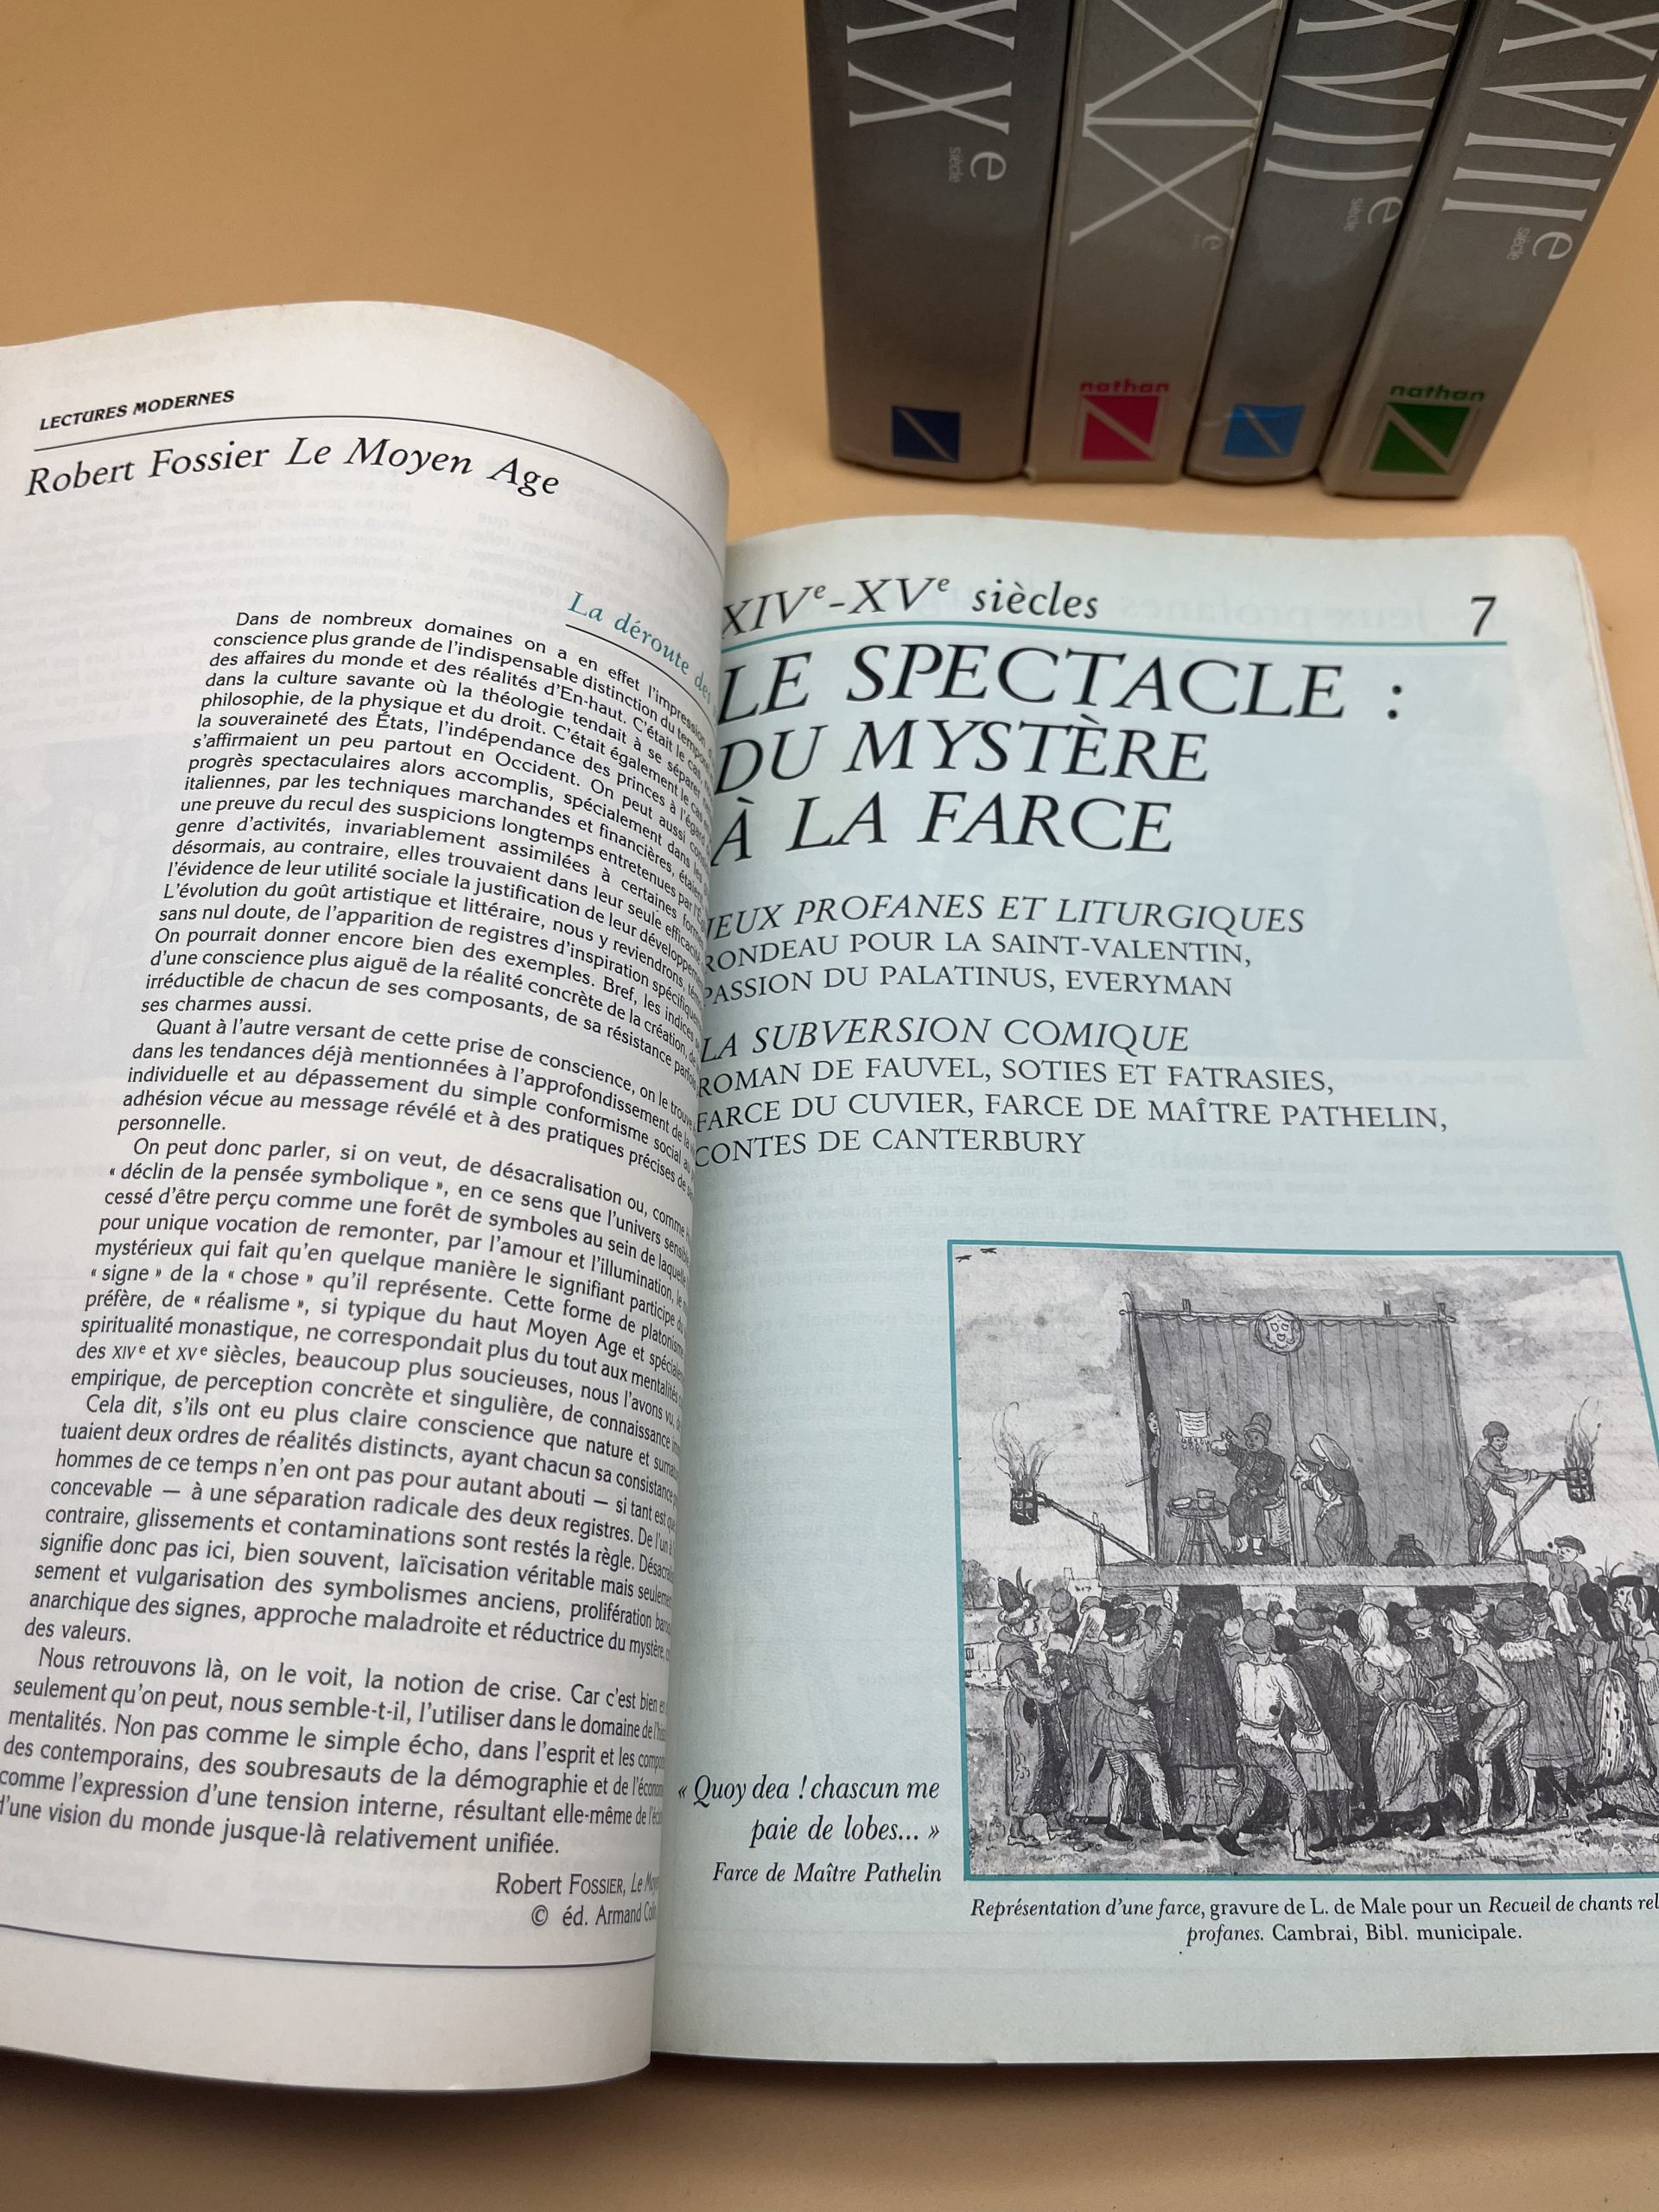 XXe
siècle
XIXe
XVIIe
siècle
XVIIIe
siècle
nathan
nathan
LECTURES MODERNES
Robert Fossier Le Moyen Age
La déroute des
Dans de nombreux domaines on a en effet l'impression
conscience plus grande de l'indispensable distinction du temporel
des affaires du monde et des réalités d'En-haut. C'était le cas,
dans la culture savante où la théologie tendait à se séparer
philosophie, de la physique et du droit. C'était également le cas
la souveraineté des États, l'indépendance des princes à l'égard
s'affirmaient un peu partout en Occident. On peut aussi
progrès spectaculaires alors accomplis, spécialement dans les
italiennes, par les techniques marchandes et financières,
une preuve du recul des suspicions longtemps entretenues par
genre d'activités, invariablement assimilées à certaines
désormais, au contraire, elles trouvaient dans leur seule efficacité
l'évidence de leur utilité sociale la justification de leur
L'évolution du goût artistique et littéraire, nous y reviendrons,
sans nul doute, de l'apparition de registres d'inspiration
On pourrait donner encore bien des exemples. Bref, les indices
d'une conscience plus aiguë de la réalité concrète de la création,
irréductible de chacun de ses composants, de sa résistance
ses charmes aussi.
Quant à l'autre versant de cette prise de conscience, on le
dans les tendances déjà mentionnées à l'approfondissement de la
individuelle et au dépassement du simple conformisme social
adhésion vécue au message révélé et à des pratiques précises de
personnelle.
On peut donc parler, si on veut, de désacralisation ou, comme
« déclin de la pensée symbolique », en ce sens que l'univers
cessé d'être perçu comme une forêt de symboles au sein de laquelle
pour unique vocation de remonter, par l'amour et l'illumination,
mystérieux qui fait qu'en quelque manière le signifiant participe
« signe » de la « chose » qu'il représente. Cette forme de platonisme
préfère, de « réalisme », si typique du haut Moyen Age et
spiritualité monastique, ne correspondait plus du tout aux mentalités
des XIVe et XVe siècles, beaucoup plus soucieuses, nous l'avons vu,
empirique, de perception concrète et singulière, de connaissance
Cela dit, s'ils ont eu plus claire conscience que nature et
tuaient deux ordres de réalités distincts, ayant chacun sa consistance
hommes de ce temps n'en ont pas pour autant abouti — si tant est
concevable — à une séparation radicale des deux registres. De l'un
contraire, glissements et contaminations sont restés la règle.
signifie donc pas ici, bien souvent, laïcisation véritable mais
sement et vulgarisation des symbolismes anciens, prolifération
anarchique des signes, approche maladroite et réductrice du mystère,
des valeurs.
Nous retrouvons là, on le voit, la notion de crise. Car c'est bien
seulement qu'on peut, nous semble-t-il, l'utiliser dans le domaine de
mentalités. Non pas comme le simple écho, dans l'esprit et les
des contemporains, des soubresauts de la démographie et de
comme l'expression d'une tension interne, résultant elle-même de
d'une vision du monde jusque-là relativement unifiée.
Robert FOSSIER, Le
© éd. Armand
XIVe-XVe siècles 7
LE SPECTACLE :
DU MYSTÈRE
À LA FARCE
JEUX PROFANES ET LITURGIQUES
RONDEAU POUR LA SAINT-VALENTIN,
PASSION DU PALATINUS, EVERYMAN
LA SUBVERSION COMIQUE
ROMAN DE FAUVEL, SOTIES ET FATRASIES,
FARCE DU CUVIER, FARCE DE MAÎTRE PATHELIN,
CONTES DE CANTERBURY
« Quoy dea ! chascun me
paie de lobes... »
Farce de Maître Pathelin
Représentation d'une farce, gravure de L. de Male pour un Recueil de chants
profanes. Cambrai, Bibl. municipale.